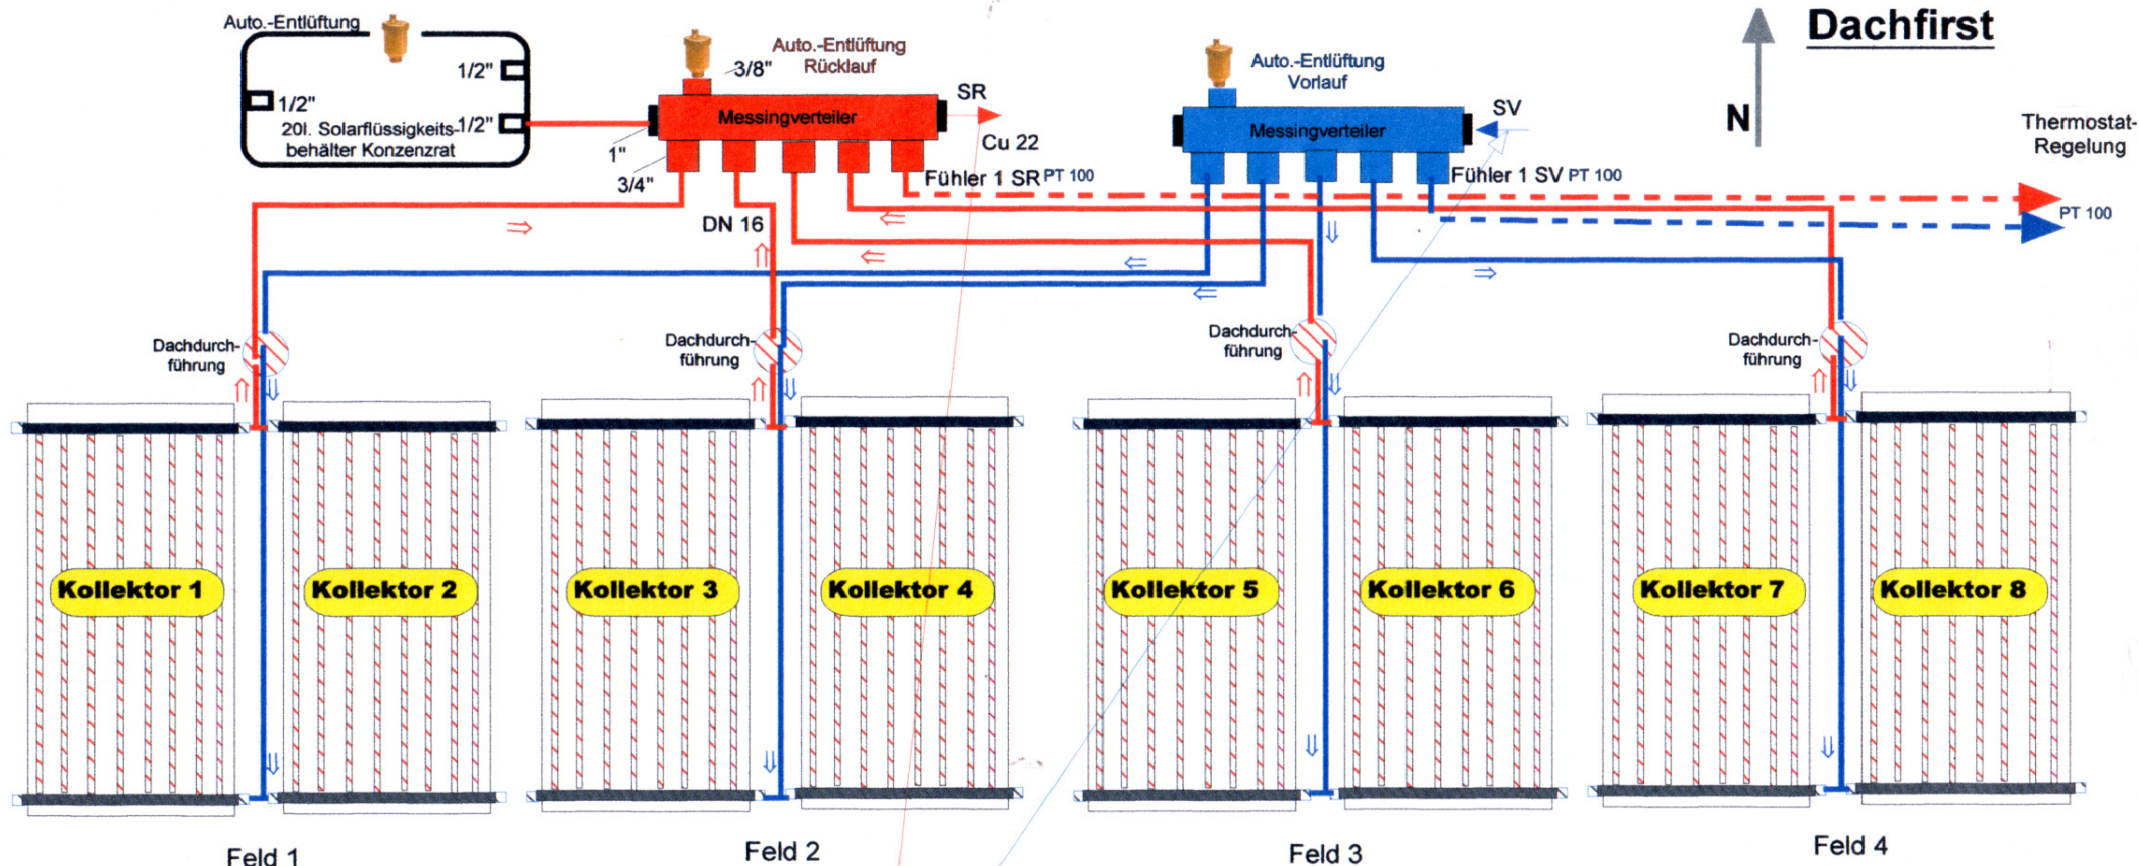 Dachfirst
Auto.-Entlüftung
1/2"
1/2"
20l. Solarflüssigkeits-
behälter Konzenzrat
1/2"
Auto.-Entlüftung
Rücklauf
3/8"
Messingverteiler
SR
Cu 22
1"
3/4"
Fühler 1 SR PT 100
DN 16
Auto.-Entlüftung
Vorlauf
Messingverteiler
SV
Fühler 1 SV PT 100
N
Thermostat-
Regelung
PT 100
Dachdurch-
führung
Dachdurch-
führung
Dachdurch-
führung
Dachdurch-
führung
Kollektor 1
Kollektor 2
Kollektor 3
Kollektor 4
Kollektor 5
Kollektor 6
Kollektor 7
Kollektor 8
Feld 1
Feld 2
Feld 3
Feld 4